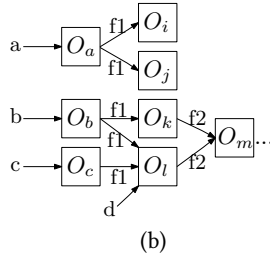 a O_a f1 O_i
f1 O_j
b O_b f1 O_k f2 O_m ...
f1
c O_c f1 O_l f2
d
(b)